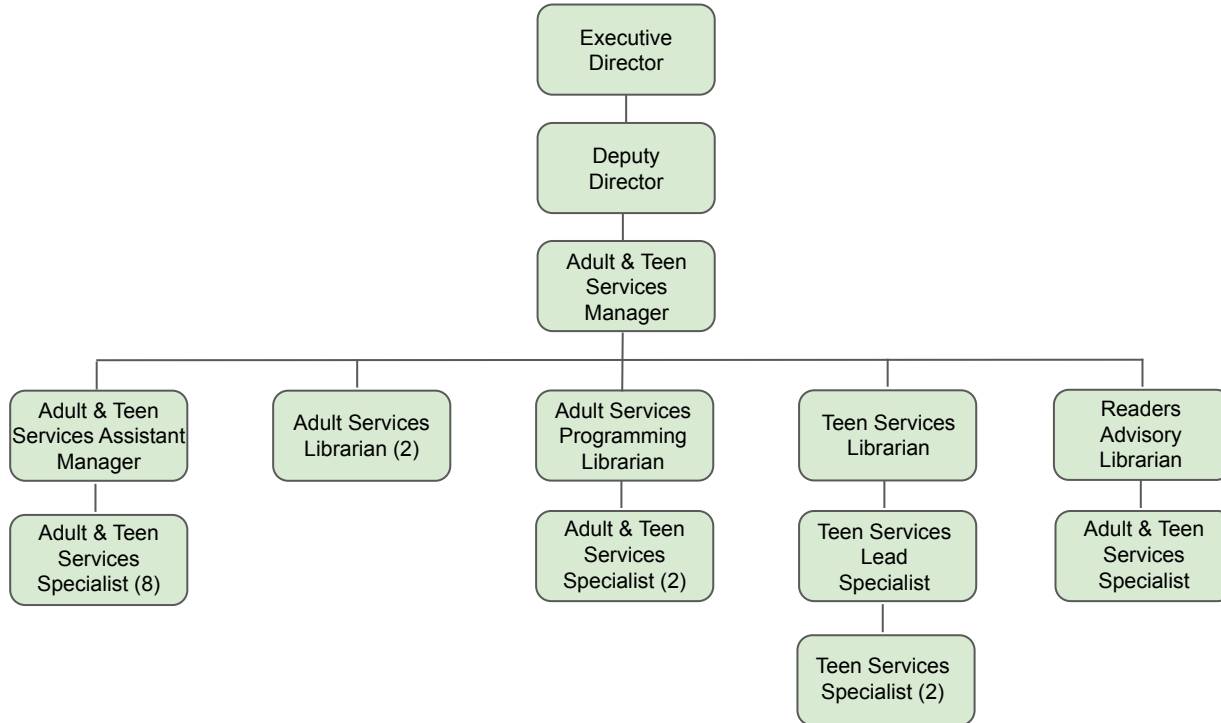 Executive
Director
Deputy
Director
Adult & Teen
Services
Manager
Adult & Teen
Services Assistant
Manager
Adult Services
Librarian (2)
Adult Services
Programming
Librarian
Teen Services
Librarian
Readers
Advisory
Librarian
Adult & Teen
Services
Specialist (8)
Adult & Teen
Services
Specialist (2)
Teen Services
Lead
Specialist
Adult & Teen
Services
Specialist
Teen Services
Specialist (2)